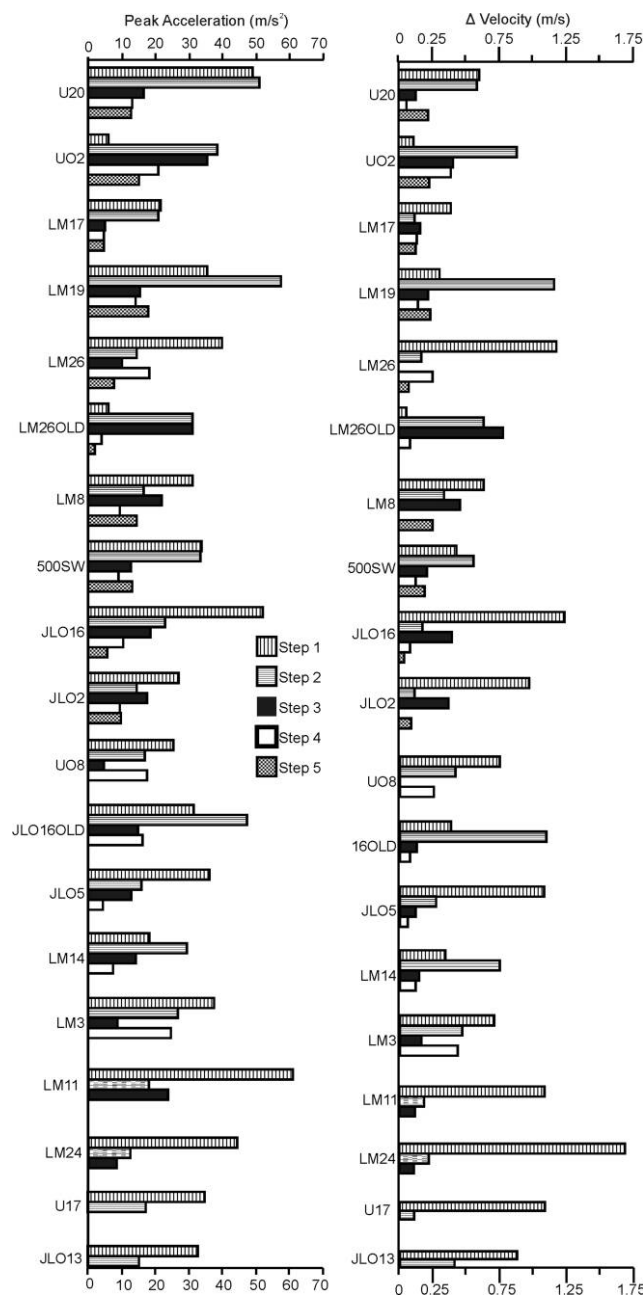 Peak Acceleration (m/s²)
0 10 20 30 40 50 60 70
U20
UO2
LM17
LM19
LM26
LM26OLD
LM8
500SW
JLO16
JLO2
UO8
JLO16OLD
JLO5
LM14
LM3
LM11
LM24
U17
JLO13
0 10 20 30 40 50 60 70
Step 1
Step 2
Step 3
Step 4
Step 5
Δ Velocity (m/s)
0 0.25 0.75 1.25 1.75
U20
UO2
LM17
LM19
LM26
LM26OLD
LM8
500SW
JLO16
JLO2
UO8
16OLD
JLO5
LM14
LM3
LM11
LM24
U17
JLO13
0 0.25 0.75 1.25 1.75